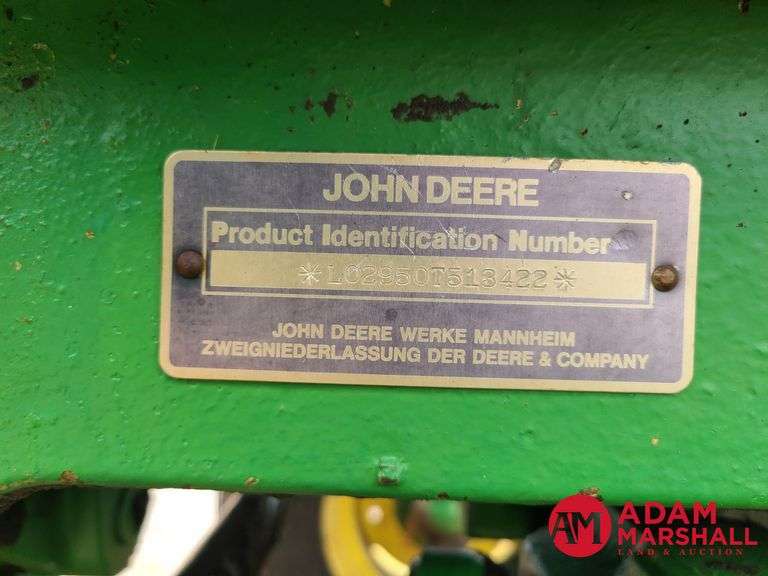 JOHN DEERE
Product Identification Number
*L02950T513422*
JOHN DEERE WERKE MANNHEIM
ZWEIGNIEDERLASSUNG DER DEERE & COMPANY
AM ADAM
MARSHALL
LAND & AUCTION